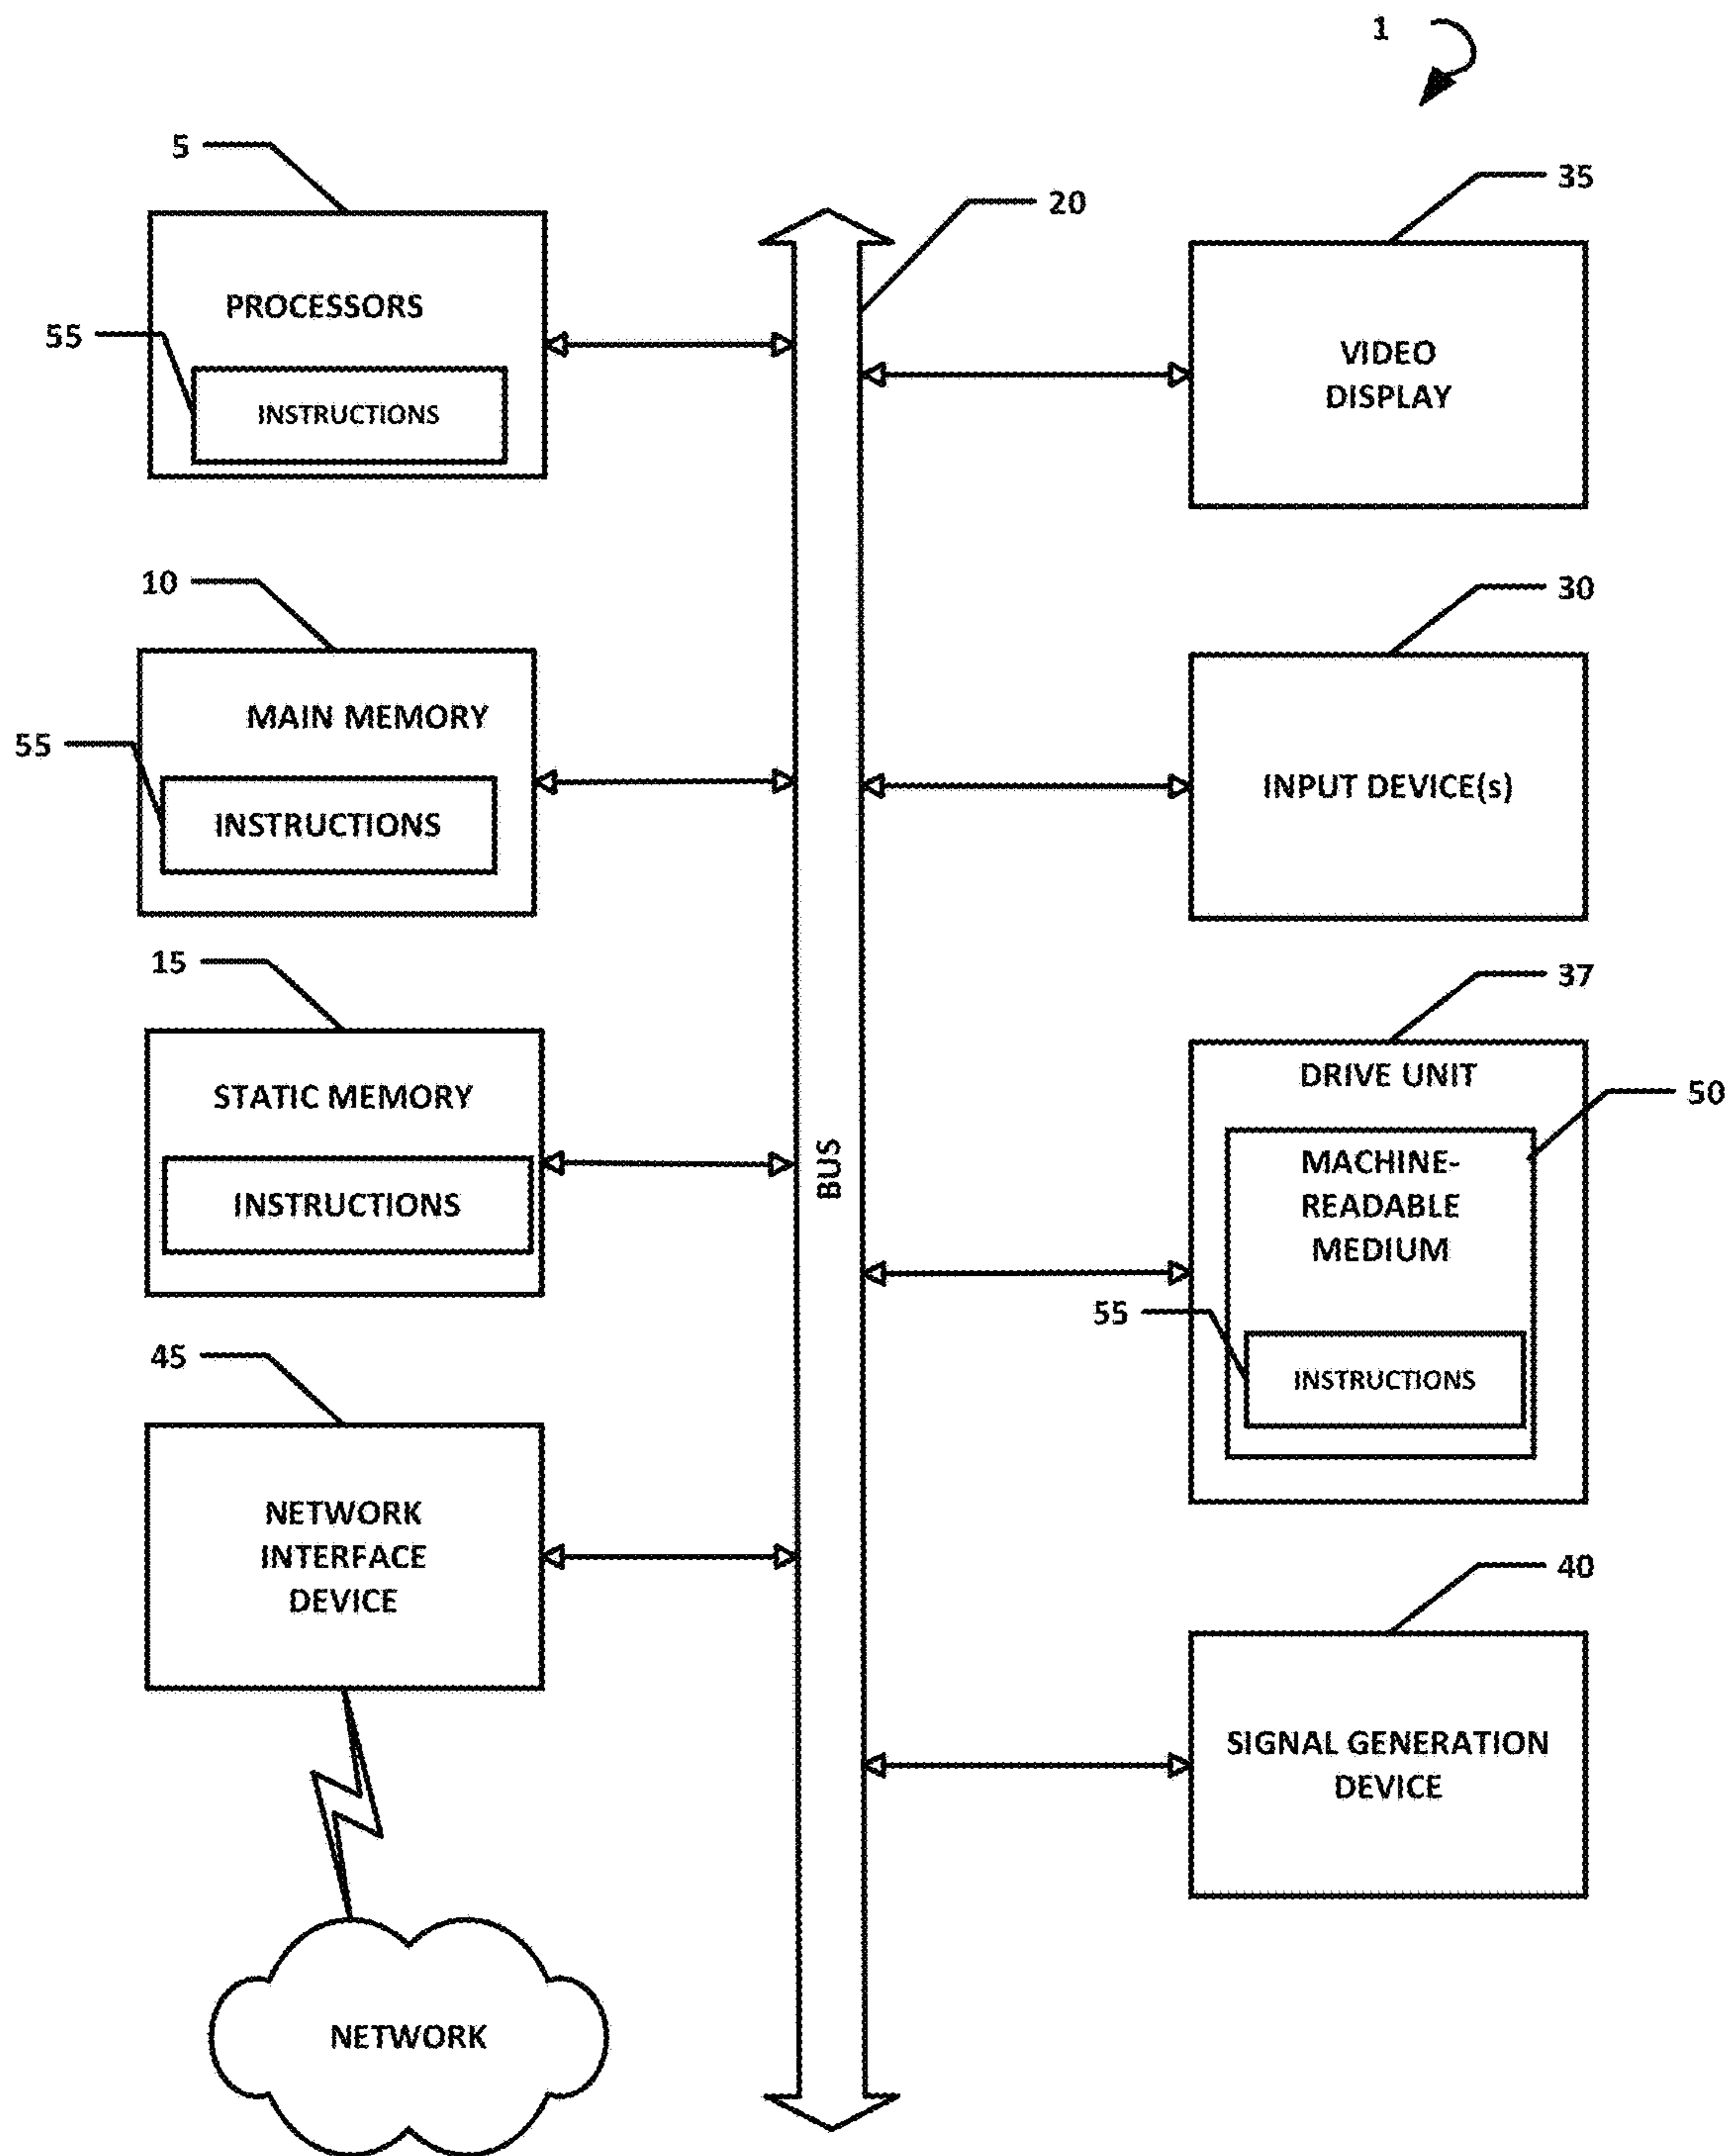 1
5
PROCESSORS
55
INSTRUCTIONS
20
35
VIDEO
DISPLAY
10
MAIN MEMORY
55
INSTRUCTIONS
30
INPUT DEVICE(s)
15
STATIC MEMORY
INSTRUCTIONS
BUS
37
DRIVE UNIT
50
MACHINE-
READABLE
MEDIUM
55
INSTRUCTIONS
45
NETWORK
INTERFACE
DEVICE
40
SIGNAL GENERATION
DEVICE
NETWORK